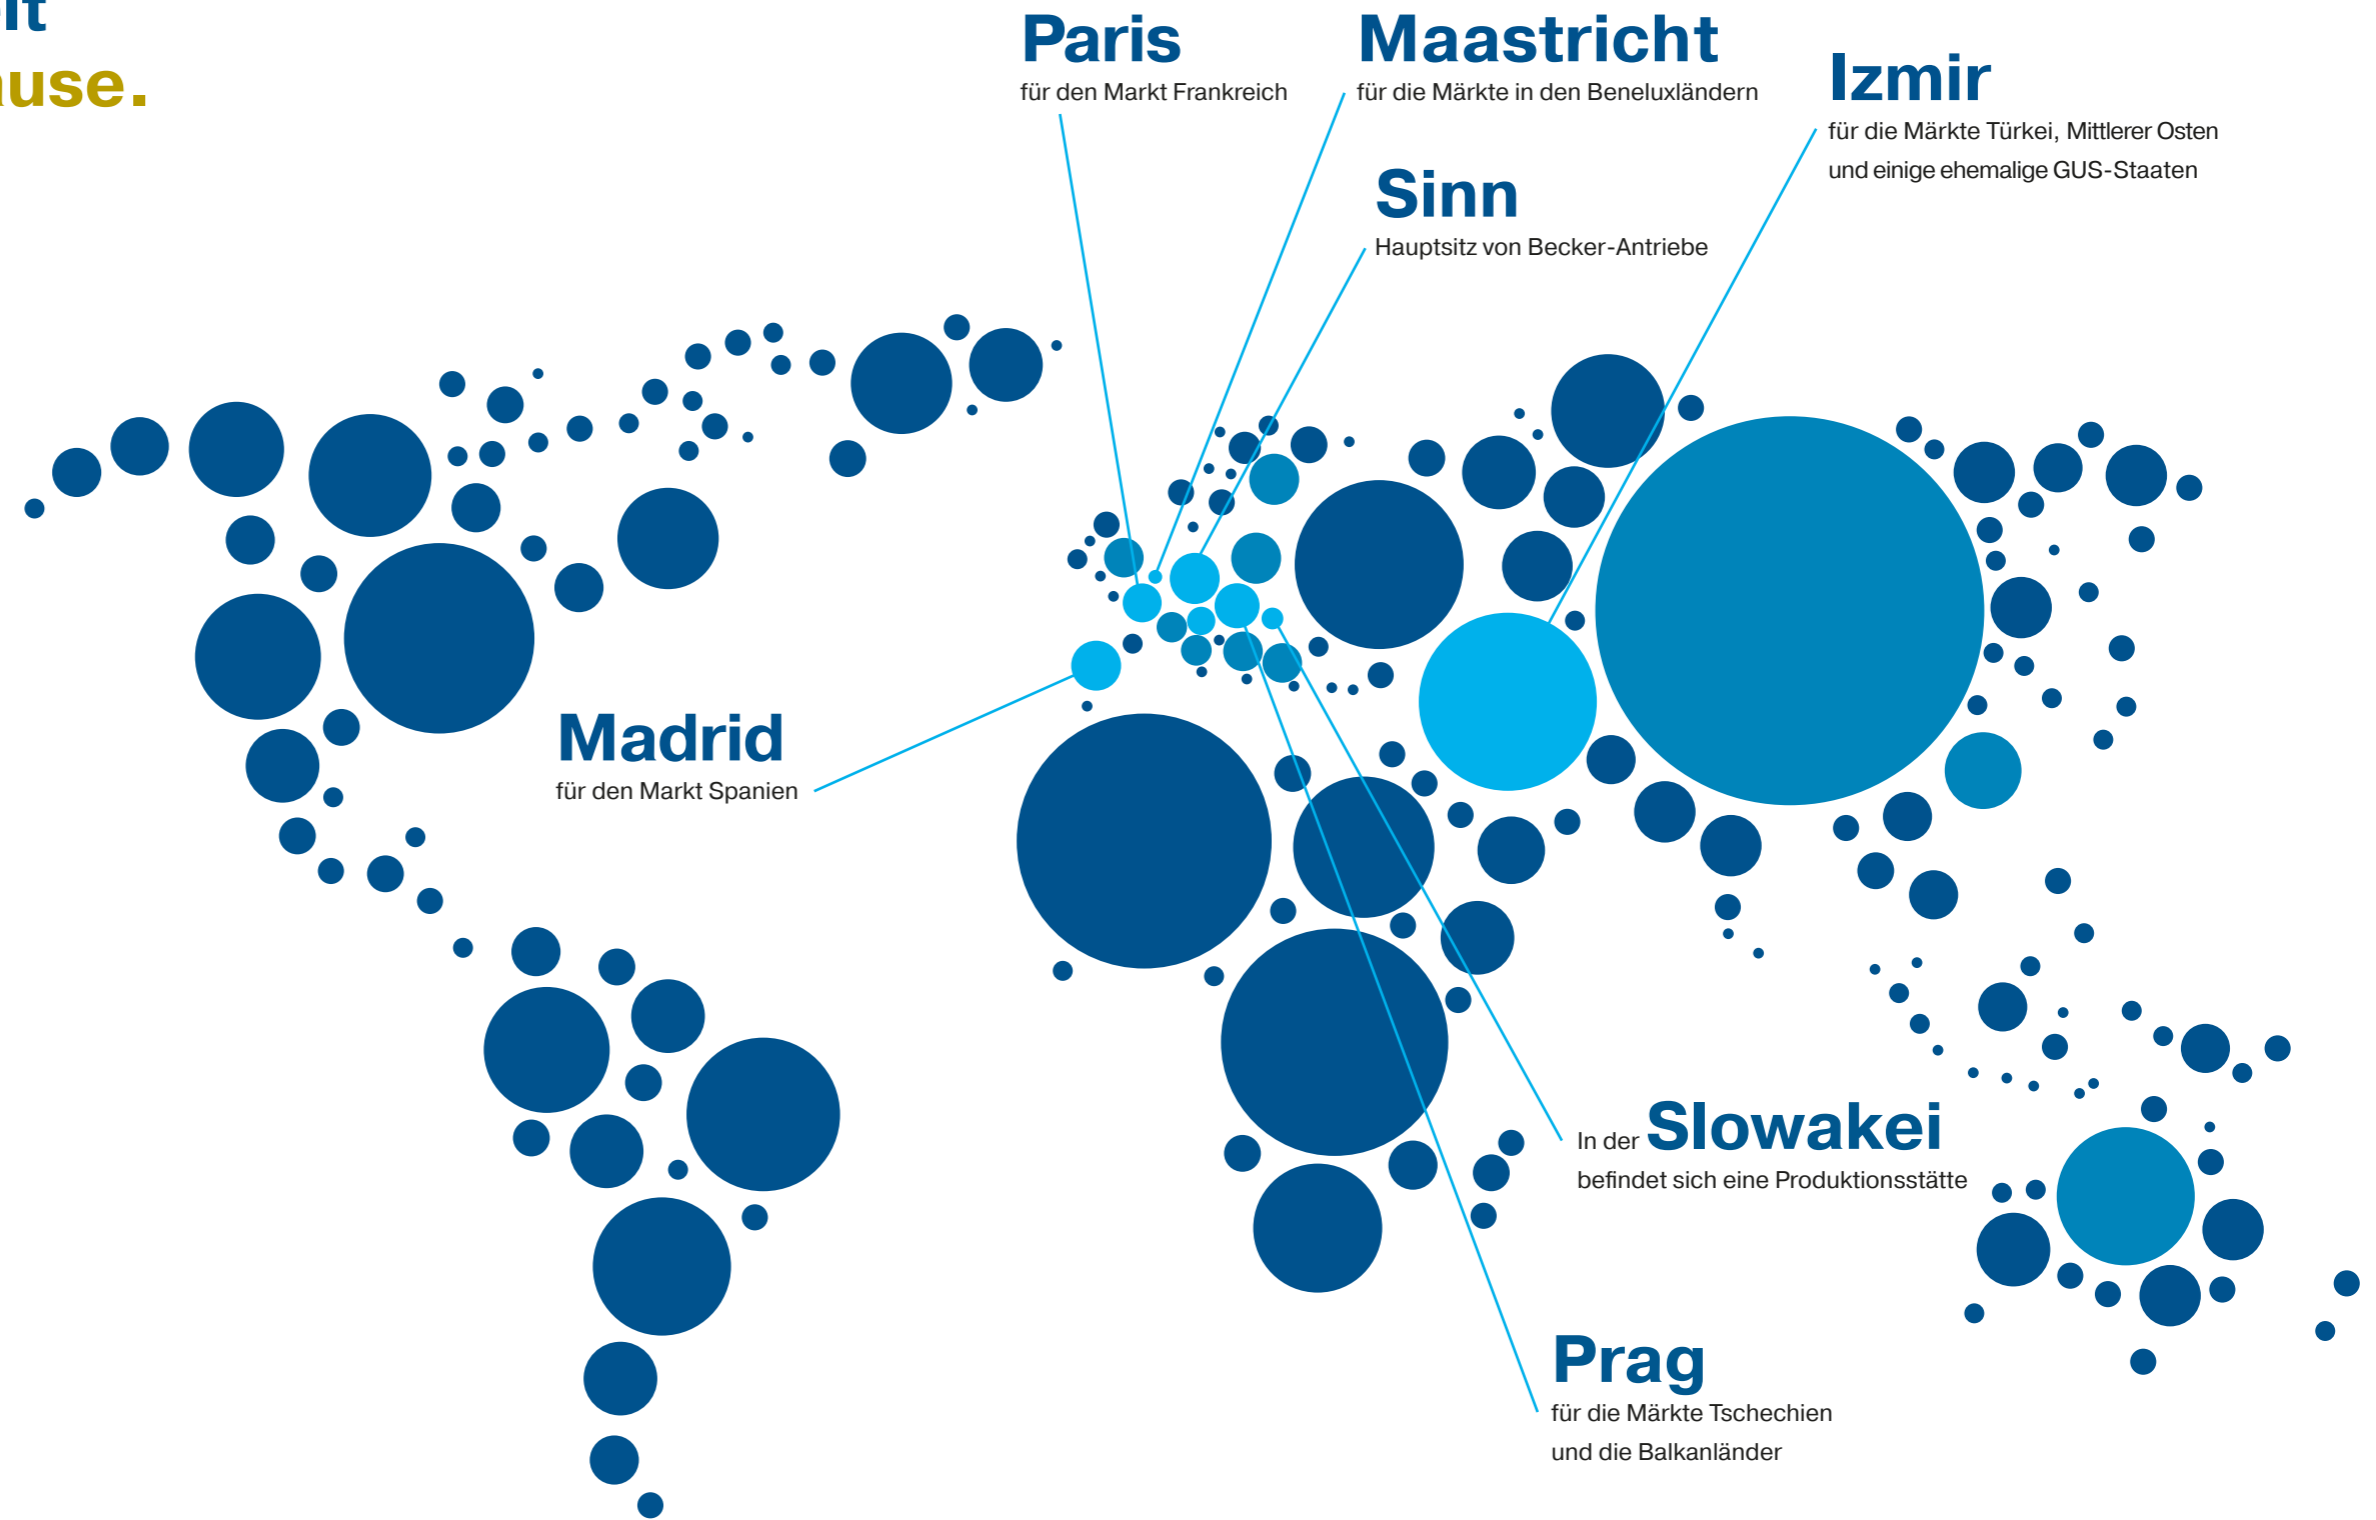 Paris
für den Markt Frankreich
Maastricht
für die Märkte in den Beneluxländern
Izmir
für die Märkte Türkei, Mittlerer Osten
und einige ehemalige GUS-Staaten
Sinn
Hauptsitz von Becker-Antriebe
Madrid
für den Markt Spanien
In der Slowakei
befindet sich eine Produktionsstätte
Prag
für die Märkte Tschechien
und die Balkanländer